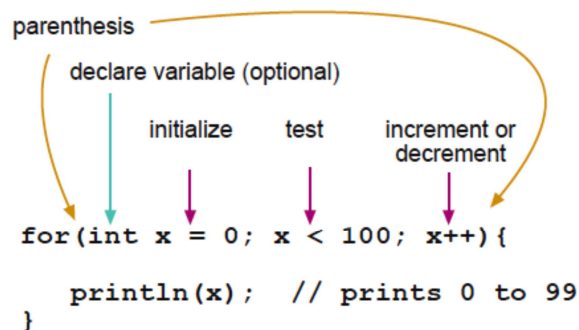 parenthesis
declare variable (optional)
initialize test increment or
decrement
for(int x = 0; x < 100; x++){
println(x); // prints 0 to 99
}